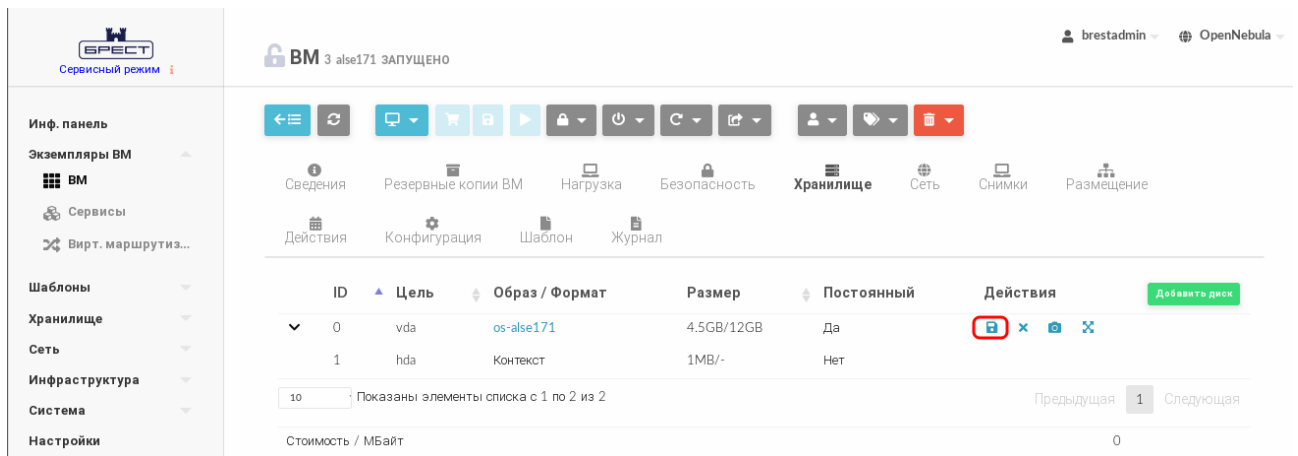 БРЕСТ
Сервисный режим i
brestadmin OpenNebula
ВМ 3 alse171 ЗАПУЩЕНО
Инф. панель
Экземпляры ВМ
ВМ
Сервисы
Вирт. маршрутиз...
Шаблоны
Хранилище
Сеть
Инфраструктура
Система
Настройки
Сведения Резервные копии ВМ Нагрузка Безопасность Хранилище Сеть Снимки Размещение
Действия Конфигурация Шаблон Журнал
ID Цель Образ / Формат Размер Постоянный Действия Добавить диск
0 vda os-alse171 4.5GB/12GB Да
1 hda Контекст 1MB/- Нет
10 Показаны элементы списка с 1 по 2 из 2 Предыдущая 1 Следующая
Стоимость / МБайт 0